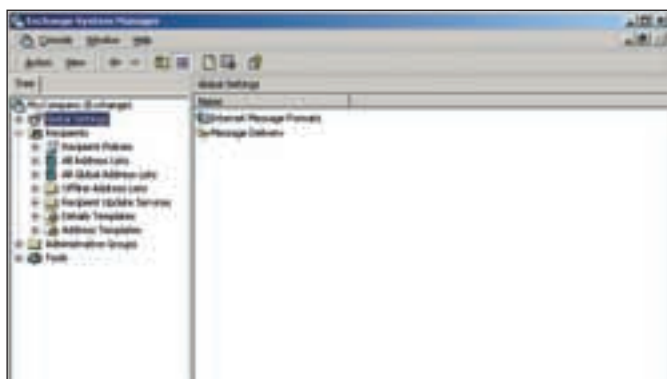 Exchange System Manager
Console Window Help
Action View
Tree
Global Settings
MyCompany (Exchange)
Global Settings
Recipients
Recipient Policies
All Address Lists
All Global Address Lists
Offline Address Lists
Recipient Update Services
Details Templates
Address Templates
Administrative Groups
Tools
Name
Internet Message Formats
Message Delivery